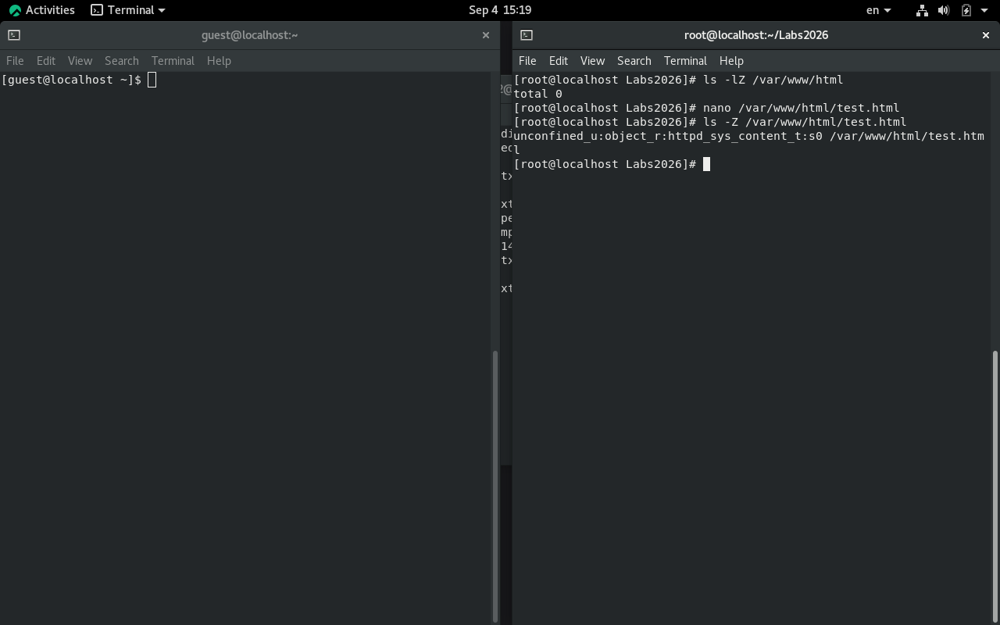 Activities Terminal Sep 4 15:19 en
guest@localhost:~
File Edit View Search Terminal Help
[guest@localhost ~]$
root@localhost:~/Labs2026
File Edit View Search Terminal Help
[root@localhost Labs2026]# ls -lZ /var/www/html
total 0
[root@localhost Labs2026]# nano /var/www/html/test.html
[root@localhost Labs2026]# ls -Z /var/www/html/test.html
unconfined_u:object_r:httpd_sys_content_t:s0 /var/www/html/test.htm
l
[root@localhost Labs2026]#
2@
di
ed
tx
xt
pe
mp
14
tx
xt